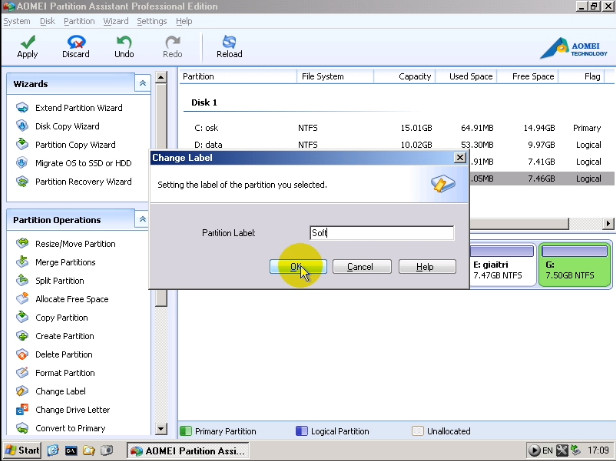 AOMEI Partition Assistant Professional Edition
System Disk Partition Wizard Settings Help
Apply Discard Undo Redo Reload
AOMEI
TECHNOLOGY
Wizards
Extend Partition Wizard
Disk Copy Wizard
Partition Copy Wizard
Migrate OS to SSD or HDD
Partition Recovery Wizard
Partition Operations
Resize/Move Partition
Merge Partitions
Split Partition
Allocate Free Space
Copy Partition
Create Partition
Delete Partition
Format Partition
Change Label
Change Drive Letter
Convert to Primary
Partition File System Capacity Used Space Free Space Flag
Disk 1
C: osk NTFS 15.01GB 64.91MB 14.94GB Primary
D: data NTFS 10.02GB 53.30MB 9.97GB Logical
.91MB 7.41GB Logical
.05MB 7.46GB Logical
Change Label
Setting the label of the partition you selected.
Partition Label: Soft
OK Cancel Help
E: giaitri
7.47GB NTFS
G:
7.50GB NTFS
Primary Partition Logical Partition Unallocated
Start AOMEI Partition Assi... EN 17:09